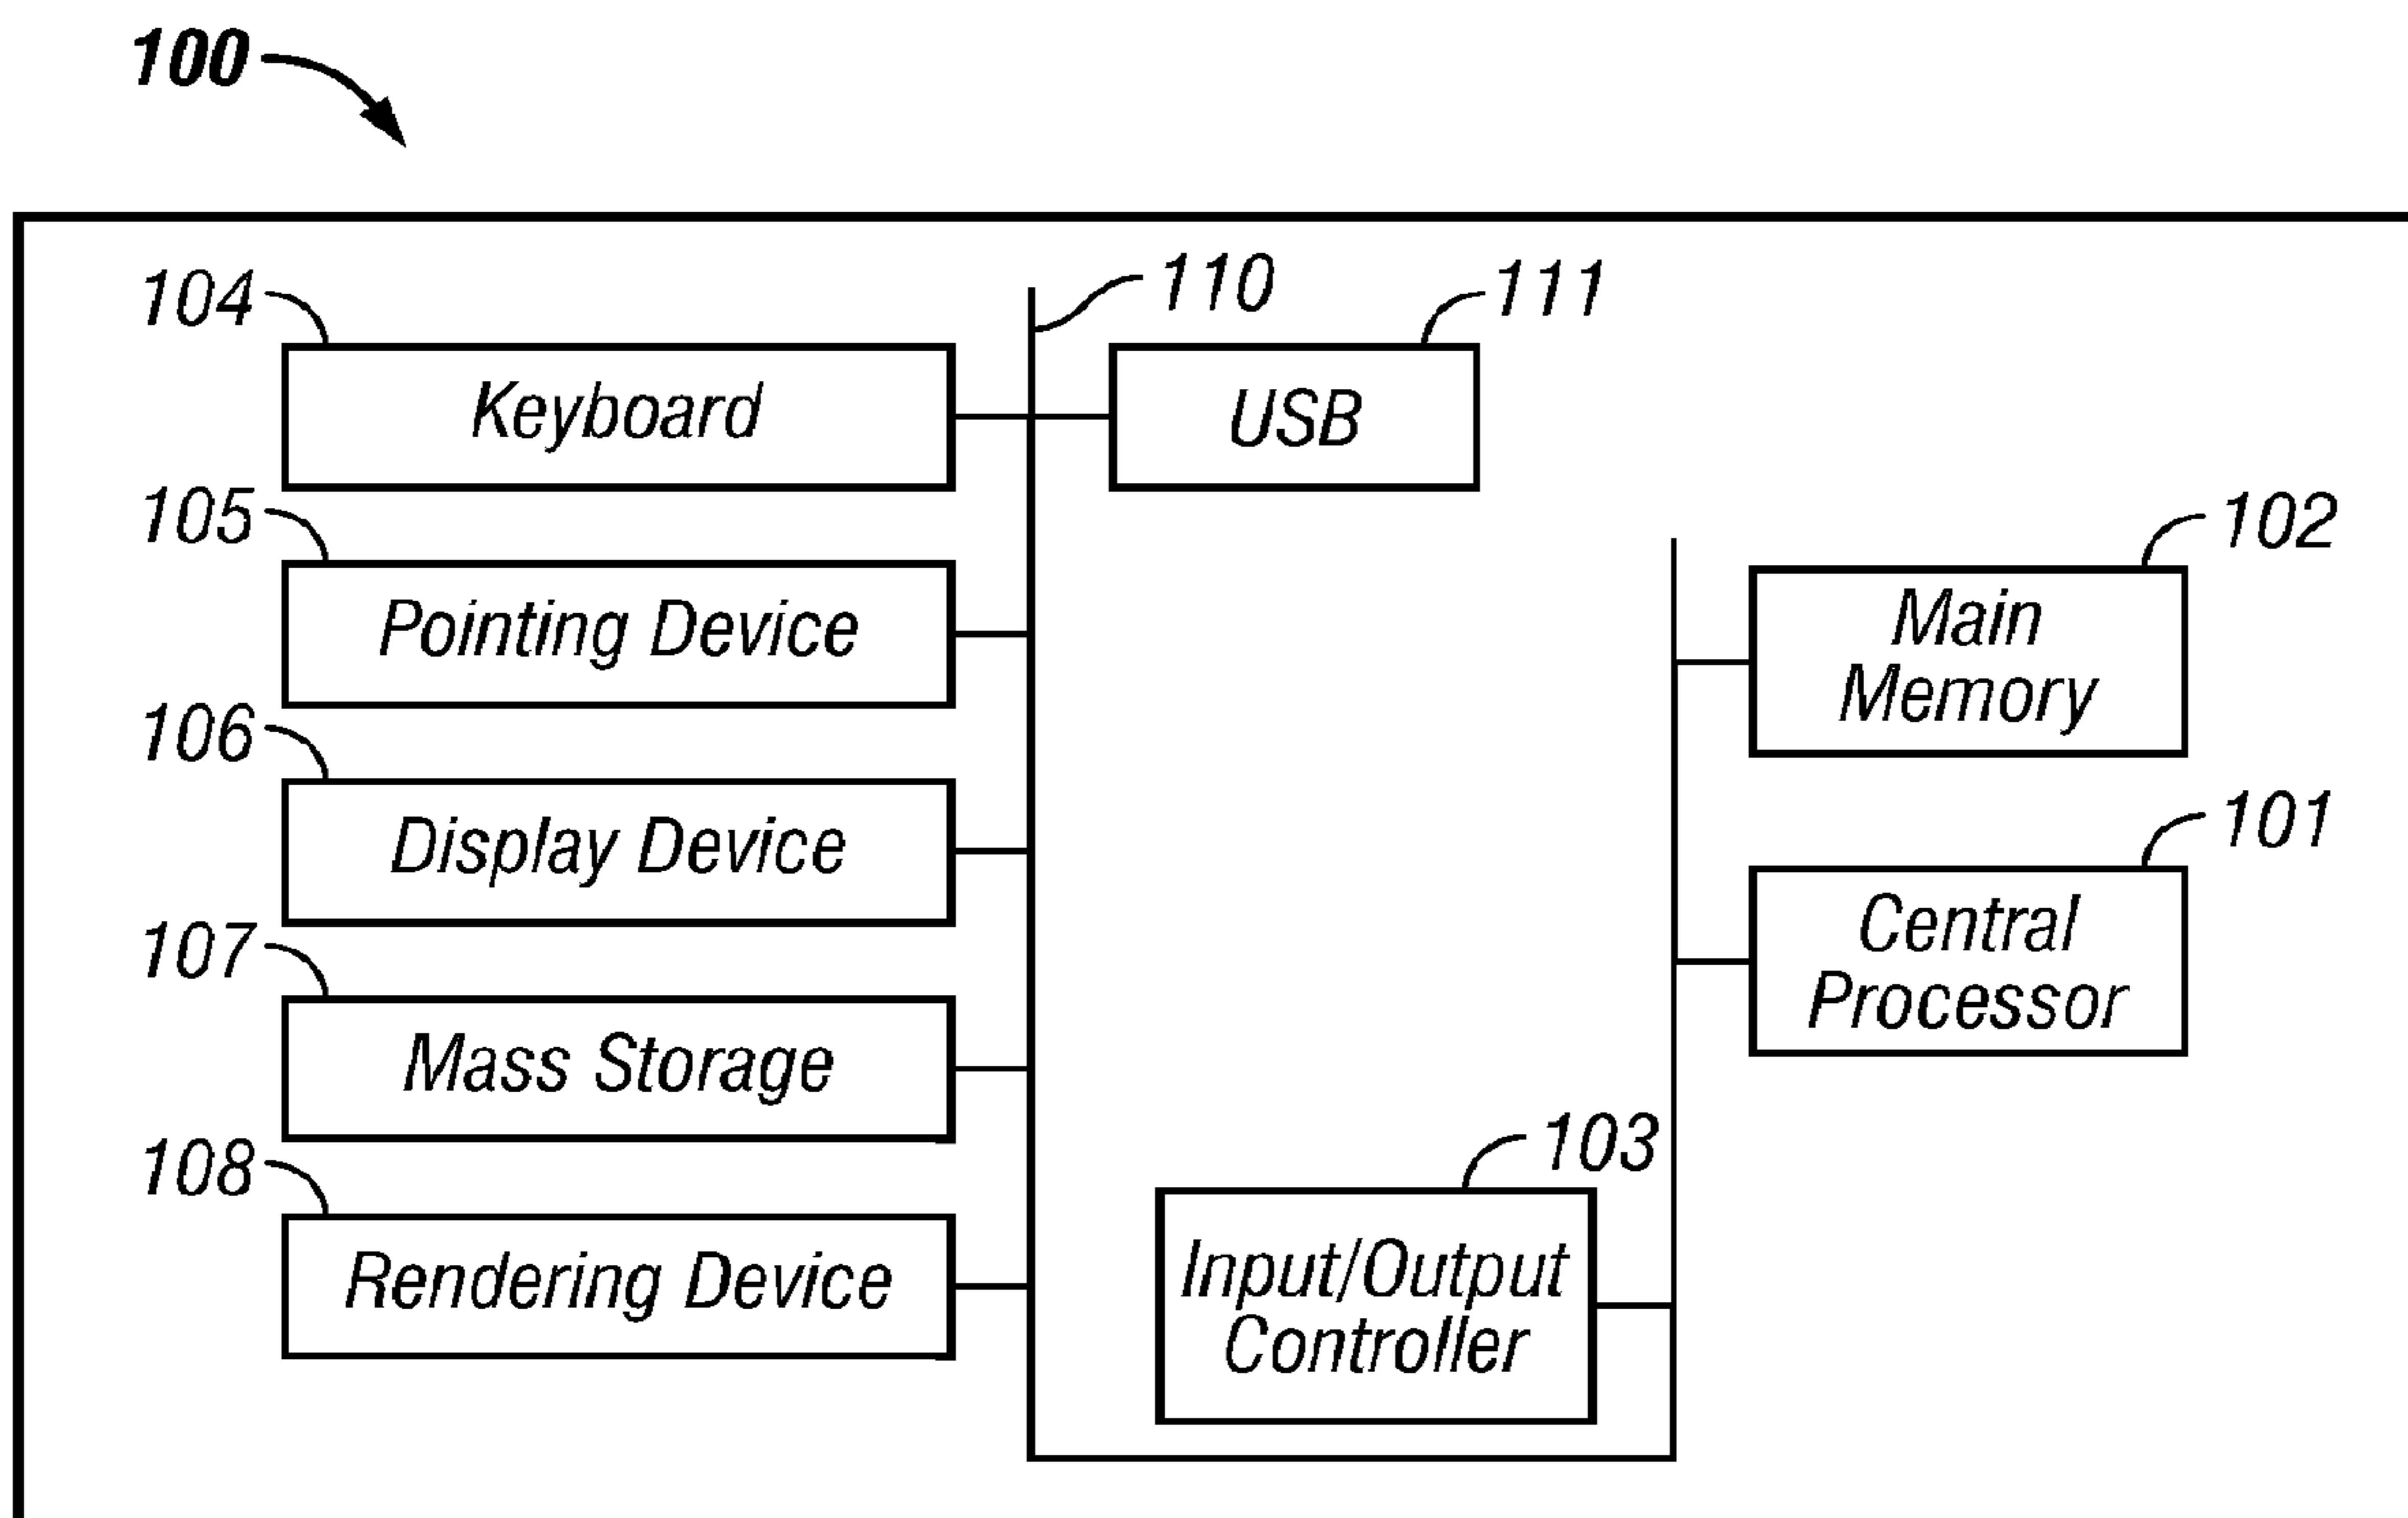 100
104
110
111
Keyboard
USB
105
102
Pointing Device
Main
Memory
106
101
Display Device
Central
Processor
107
Mass Storage
103
108
Input/Output
Controller
Rendering Device